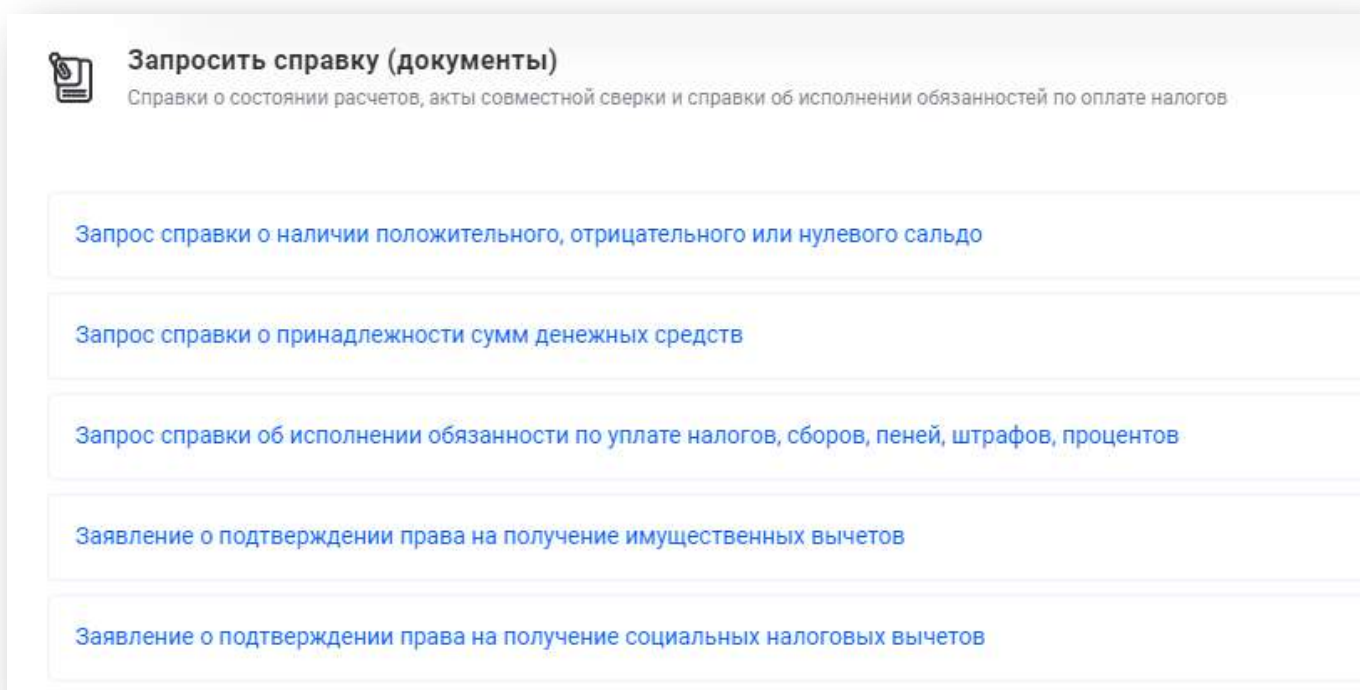 Запросить справку (документы)
Справки о состоянии расчетов, акты совместной сверки и справки об исполнении обязанностей по оплате налогов
Запрос справки о наличии положительного, отрицательного или нулевого сальдо
Запрос справки о принадлежности сумм денежных средств
Запрос справки об исполнении обязанности по уплате налогов, сборов, пеней, штрафов, процентов
Заявление о подтверждении права на получение имущественных вычетов
Заявление о подтверждении права на получение социальных налоговых вычетов